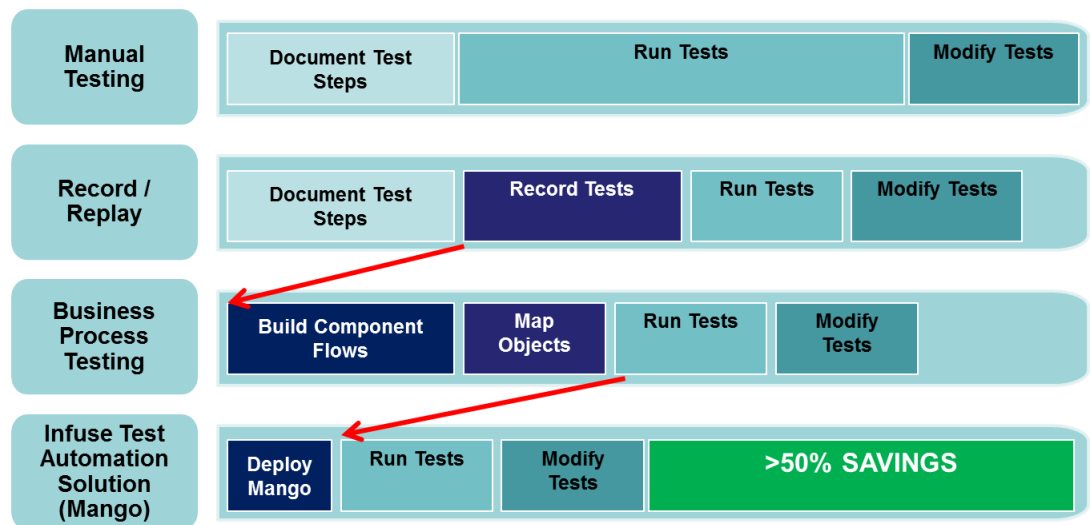 Manual
Testing
Document Test
Steps
Run Tests
Modify Tests
Record /
Replay
Document Test
Steps
Record Tests
Run Tests
Modify Tests
Business
Process
Testing
Build Component
Flows
Map
Objects
Run Tests
Modify
Tests
Infuse Test
Automation
Solution
(Mango)
Deploy
Mango
Run Tests
Modify
Tests
>50% SAVINGS